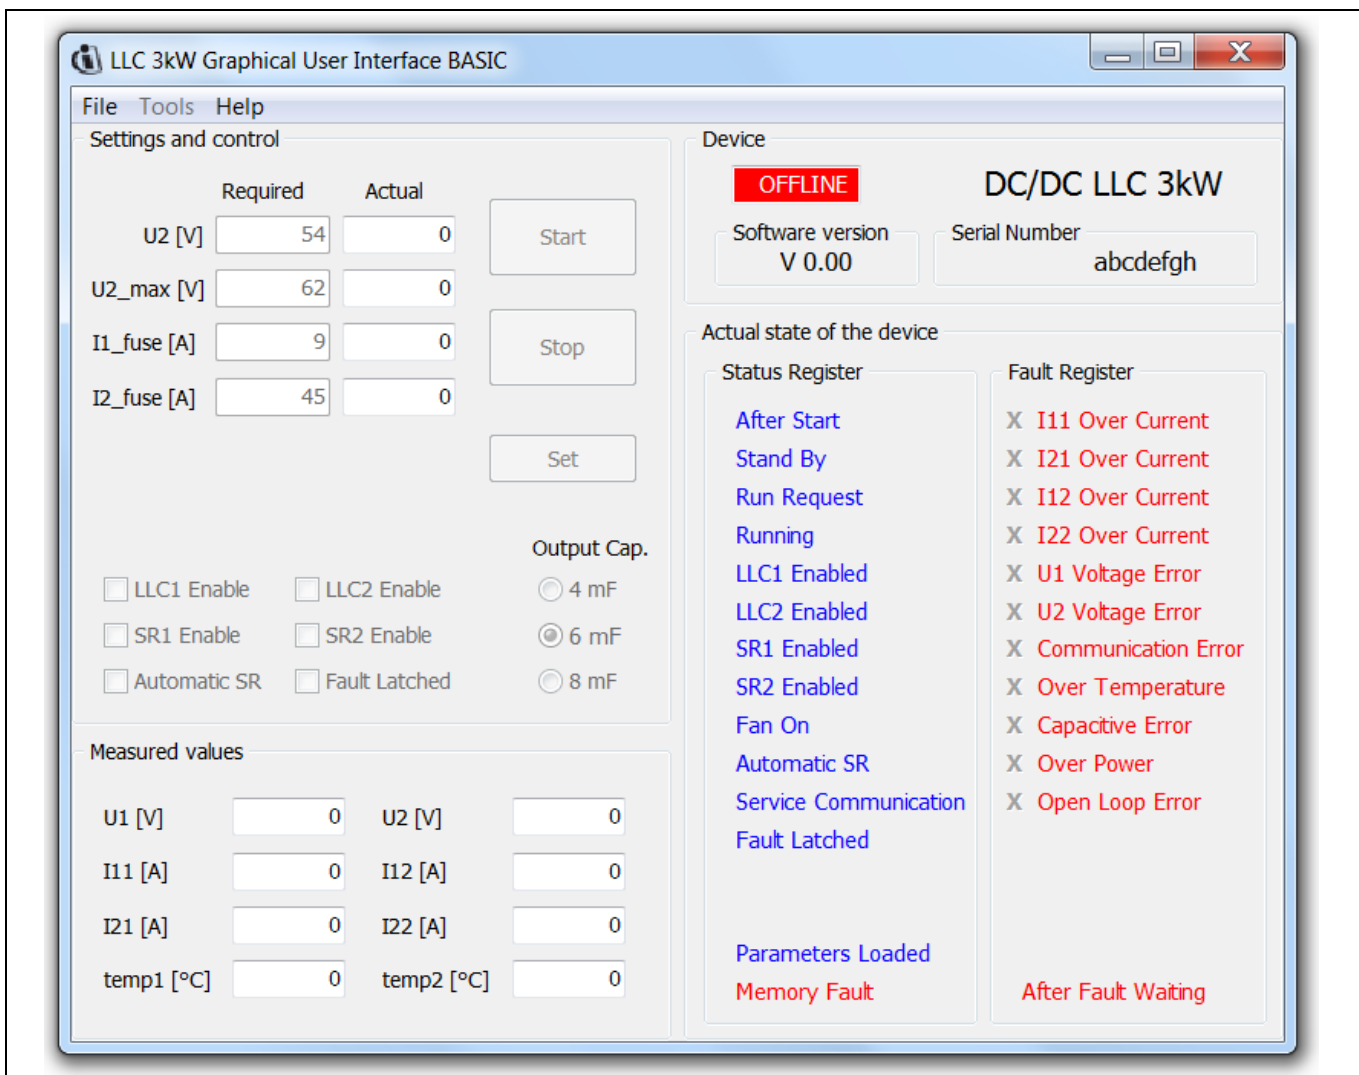 LLC 3kW Graphical User Interface BASIC
File Tools Help
Settings and control
Required Actual
U2 [V] 54 0 Start
U2_max [V] 62 0
I1_fuse [A] 9 0 Stop
I2_fuse [A] 45 0
Set
Output Cap.
LLC1 Enable LLC2 Enable 4 mF
SR1 Enable SR2 Enable 6 mF
Automatic SR Fault Latched 8 mF
Measured values
U1 [V] 0 U2 [V] 0
I11 [A] 0 I12 [A] 0
I21 [A] 0 I22 [A] 0
temp1 [°C] 0 temp2 [°C] 0
Device
OFFLINE DC/DC LLC 3kW
Software version Serial Number
V 0.00 abcdefgh
Actual state of the device
Status Register
After Start
Stand By
Run Request
Running
LLC1 Enabled
LLC2 Enabled
SR1 Enabled
SR2 Enabled
Fan On
Automatic SR
Service Communication
Fault Latched
Parameters Loaded
Memory Fault
Fault Register
X I11 Over Current
X I21 Over Current
X I12 Over Current
X I22 Over Current
X U1 Voltage Error
X U2 Voltage Error
X Communication Error
X Over Temperature
X Capacitive Error
X Over Power
X Open Loop Error
After Fault Waiting